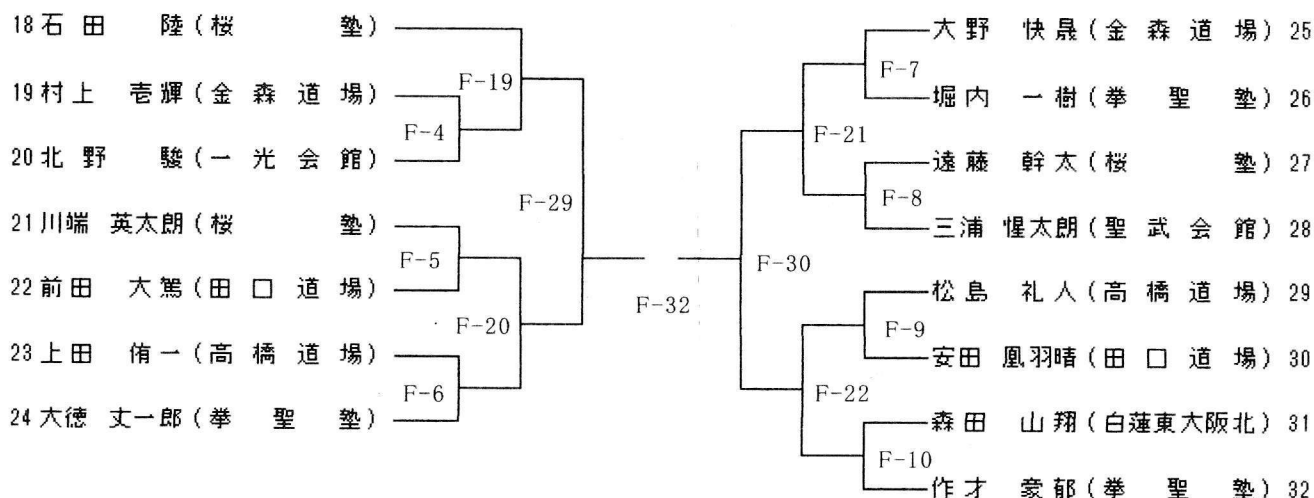 18 石田 陸 (桜塾)
F-19
19 村上 壱輝 (金森道場)
F-4
20 北野 駿 (一光会館)
F-29
21 川端 英太朗 (桜塾)
F-5
22 前田 大篤 (田口道場)
F-20
23 上田 侑一 (高橋道場)
F-6
24 大徳 丈一郎 (拳聖塾)
F-32
大野 快晟 (金森道場) 25
F-7
堀内 一樹 (拳聖塾) 26
F-21
遠藤 幹太 (桜塾) 27
F-8
三浦 惺太朗 (聖武会館) 28
F-30
松島 礼人 (高橋道場) 29
F-9
安田 凰羽晴 (田口道場) 30
F-22
森田 山翔 (白蓮東大阪北) 31
F-10
作才 豪郁 (拳聖塾) 32